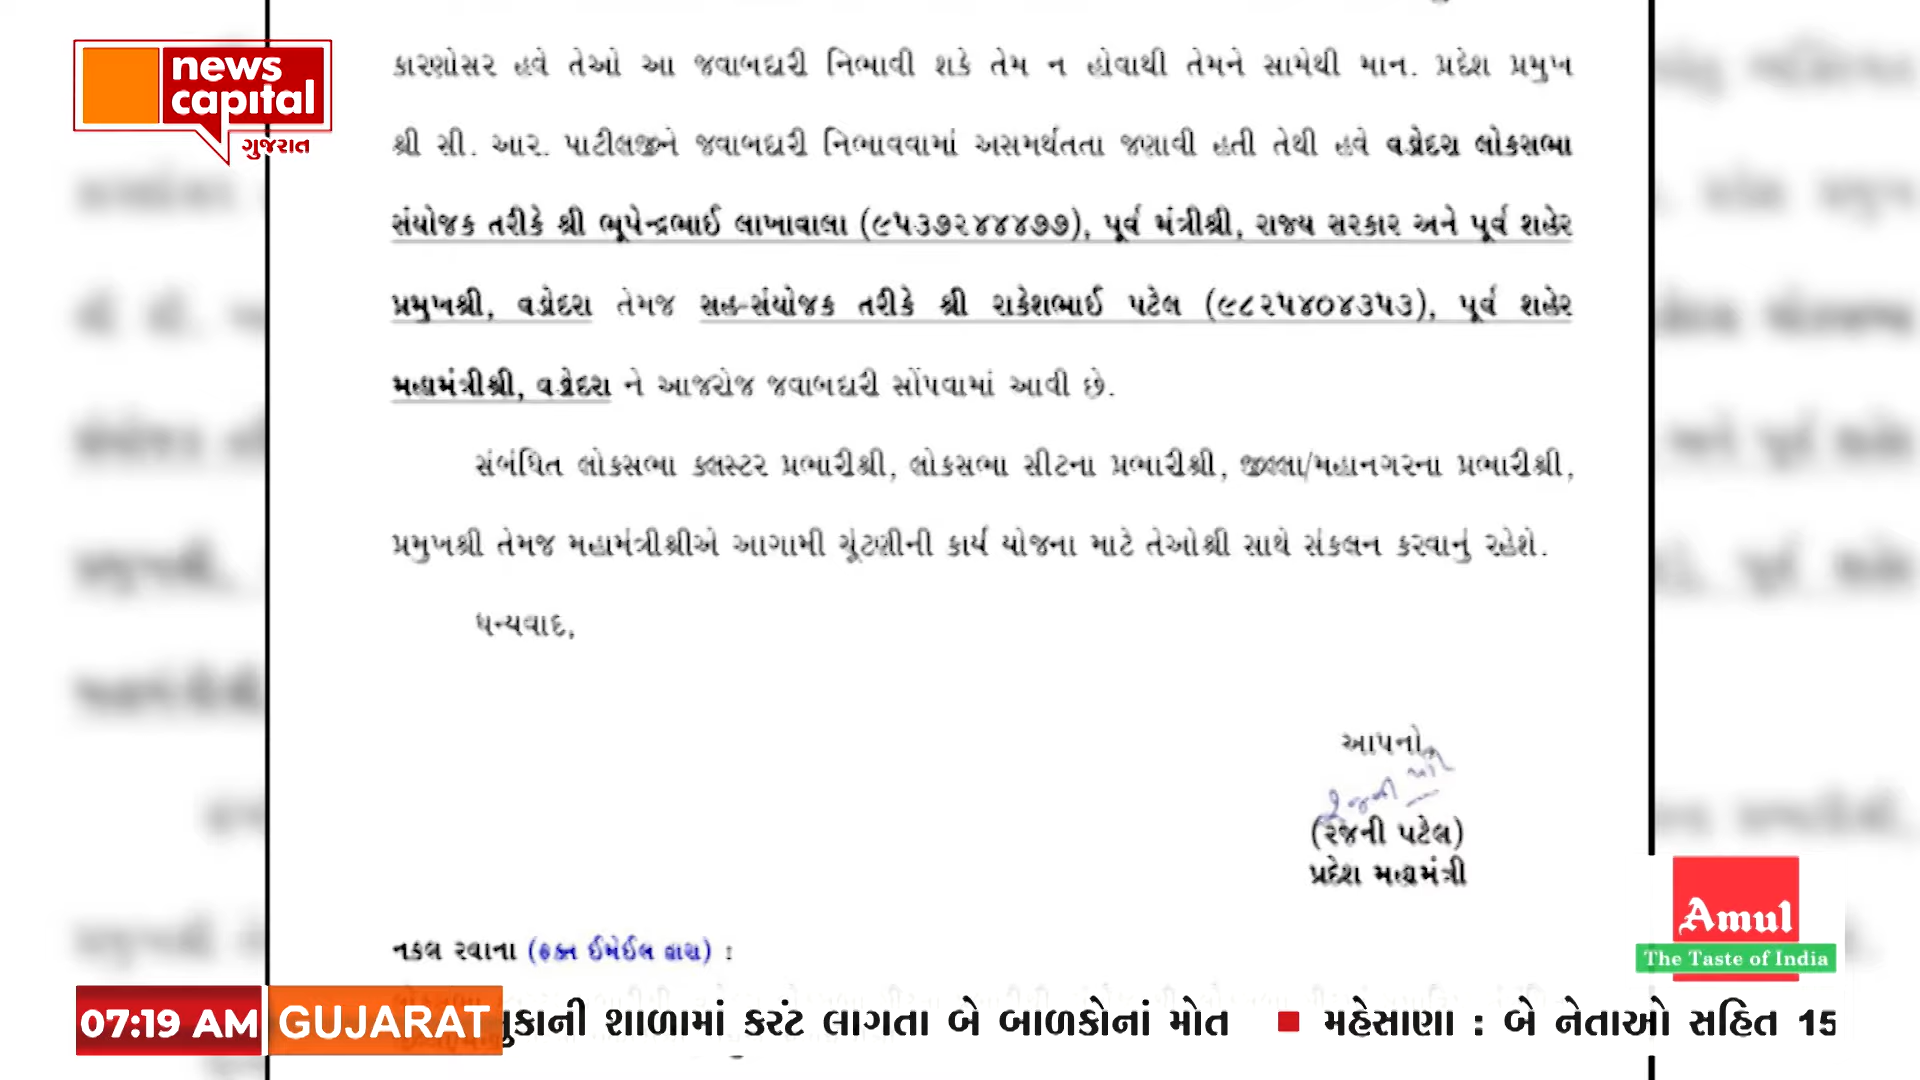 news
capital
ગુજરાત
કારણોસર હવે તેઓ આ જવાબદારી નિભાવી શકે તેમ ન હોવાથી તેમને સામેથી માન. પ્રદેશ પ્રમુખ
શ્રી સી. આર. પાટીલજીને જવાબદારી નિભાવવામાં અસમર્થતતા જણાવી હતી તેથી હવે વડોદરા લોકસભા
સંયોજક તરીકે શ્રી ભૂપેન્દ્રભાઈ લાખાવાલા (૯૫૩૭૨૪૪૪૭૭), પૂર્વ મંત્રીશ્રી, રાજ્ય સરકાર અને પૂર્વ શહેર
પ્રમુખશ્રી, વડોદરા તેમજ સહ-સંયોજક તરીકે શ્રી રાકેશભાઈ પટેલ (૯૮૨૫૪૦૪૩૫૩), પૂર્વ શહેર
મહામંત્રીશ્રી, વડોદરા ને આજરોજ જવાબદારી સોંપવામાં આવી છે.
સંબંધિત લોકસભા કલસ્ટર પ્રભારીશ્રી, લોકસભા સીટના પ્રભારીશ્રી, જીલ્લા/મહાનગરના પ્રભારીશ્રી,
પ્રમુખશ્રી તેમજ મહામંત્રીશ્રીએ આગામી ચૂંટણીની કાર્ય યોજના માટે તેઓશ્રી સાથે સંકલન કરવાનું રહેશે.
ધન્યવાદ,
આપનો,
(રજની પટેલ)
પ્રદેશ મહામંત્રી
નકલ રવાના (ફક્ત ઈમેઈલ દ્વારા) :
Amul
The Taste of India
07:19 AM GUJARAT ુકાની શાળામાં કરંટ લાગતા બે બાળકોનાં મોત ■ મહેસાણા : બે નેતાઓ સહિત 15